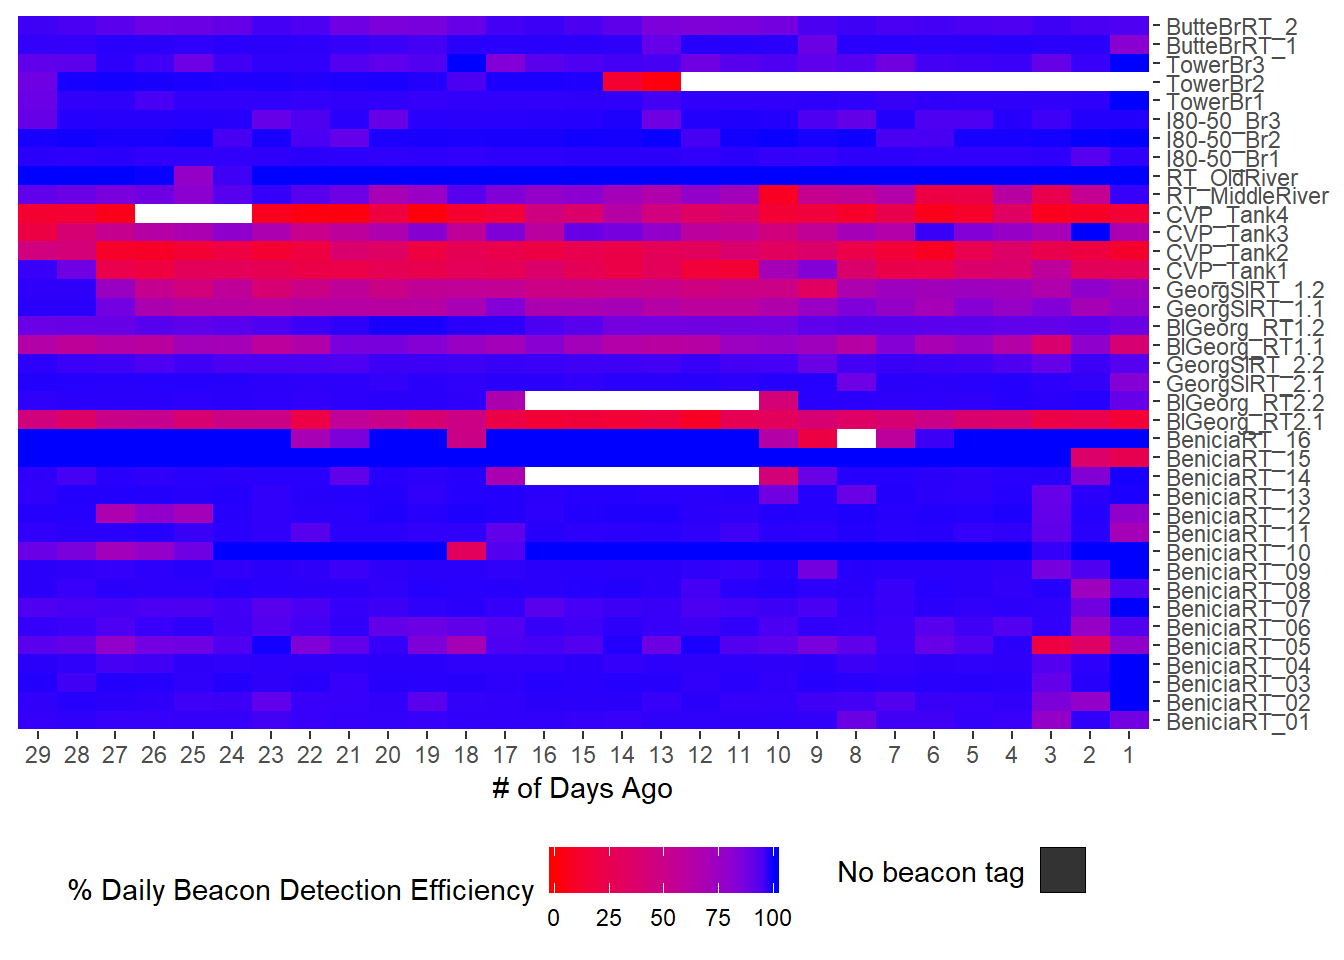 ButteBrRT_2
ButteBrRT_1
TowerBr3
TowerBr2
TowerBr1
I80-50_Br3
I80-50_Br2
I80-50_Br1
RT_OldRiver
RT_MiddleRiver
CVP_Tank4
CVP_Tank3
CVP_Tank2
CVP_Tank1
GeorgSlRT_1.2
GeorgSlRT_1.1
BlGeorg_RT1.2
BlGeorg_RT1.1
GeorgSlRT_2.2
GeorgSlRT_2.1
BlGeorg_RT2.2
BlGeorg_RT2.1
BeniciaRT_16
BeniciaRT_15
BeniciaRT_14
BeniciaRT_13
BeniciaRT_12
BeniciaRT_11
BeniciaRT_10
BeniciaRT_09
BeniciaRT_08
BeniciaRT_07
BeniciaRT_06
BeniciaRT_05
BeniciaRT_04
BeniciaRT_03
BeniciaRT_02
BeniciaRT_01
29 28 27 26 25 24 23 22 21 20 19 18 17 16 15 14 13 12 11 10 9 8 7 6 5 4 3 2 1
# of Days Ago
% Daily Beacon Detection Efficiency
0 25 50 75 100
No beacon tag